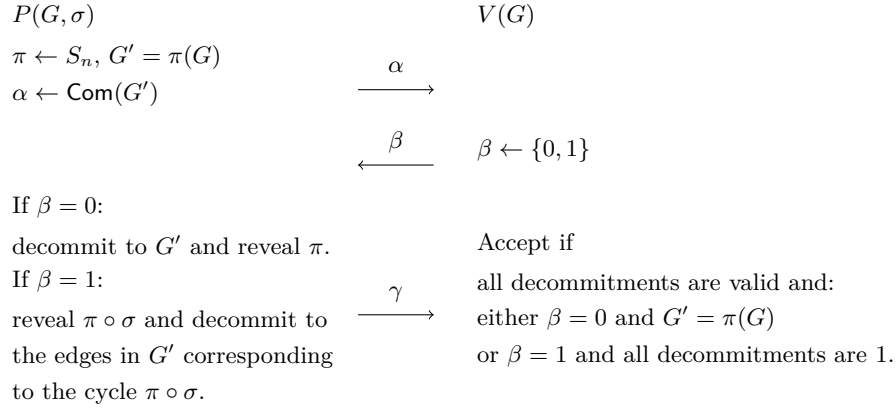 P(G, σ) V(G)
π ← Sₙ, G′ = π(G)
α
α ← Com(G′)
β
β ← {0, 1}
If β = 0:
decommit to G′ and reveal π.
Accept if
If β = 1:
γ
all decommitments are valid and:
reveal π ∘ σ and decommit to
either β = 0 and G′ = π(G)
the edges in G′ corresponding
or β = 1 and all decommitments are 1.
to the cycle π ∘ σ.